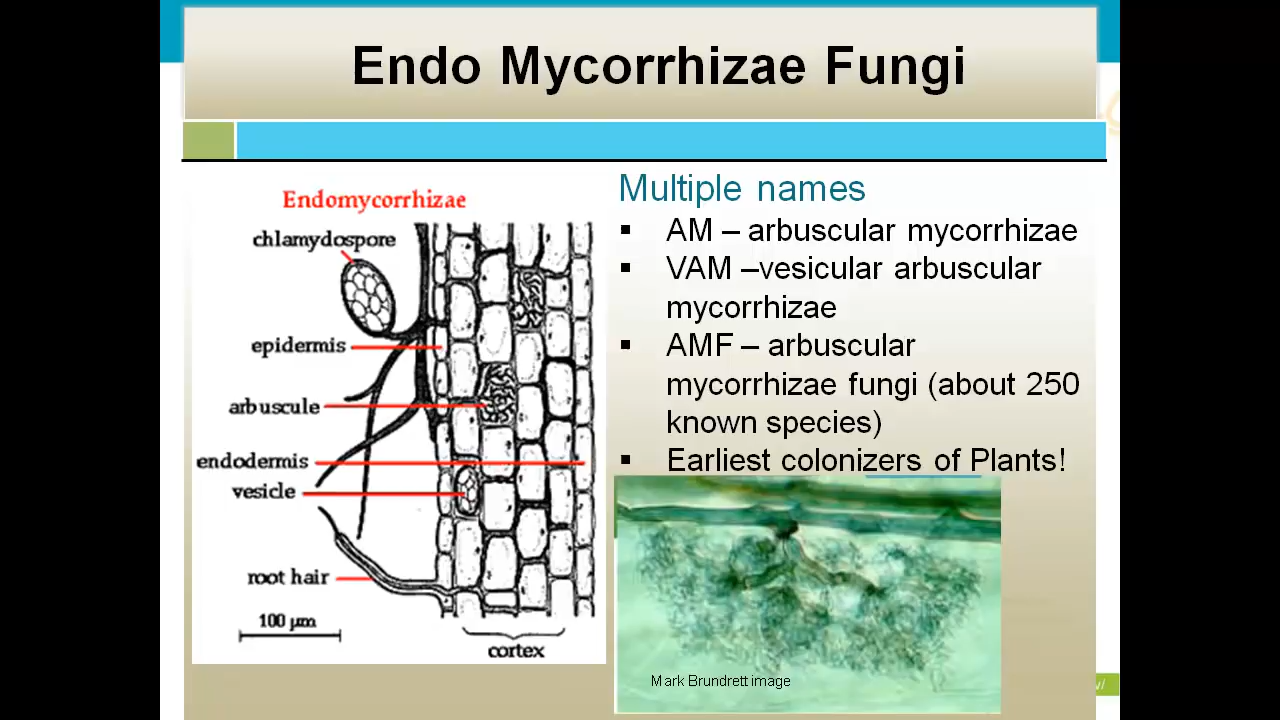 Endo Mycorrhizae Fungi
Endomycorrhizae
chlamydospore
epidermis
arbuscule
endodermis
vesicle
root hair
100 µm
cortex
Multiple names
▪ AM – arbuscular mycorrhizae
▪ VAM –vesicular arbuscular
mycorrhizae
▪ AMF – arbuscular
mycorrhizae fungi (about 250
known species)
▪ Earliest colonizers of Plants!
Mark Brundrett image